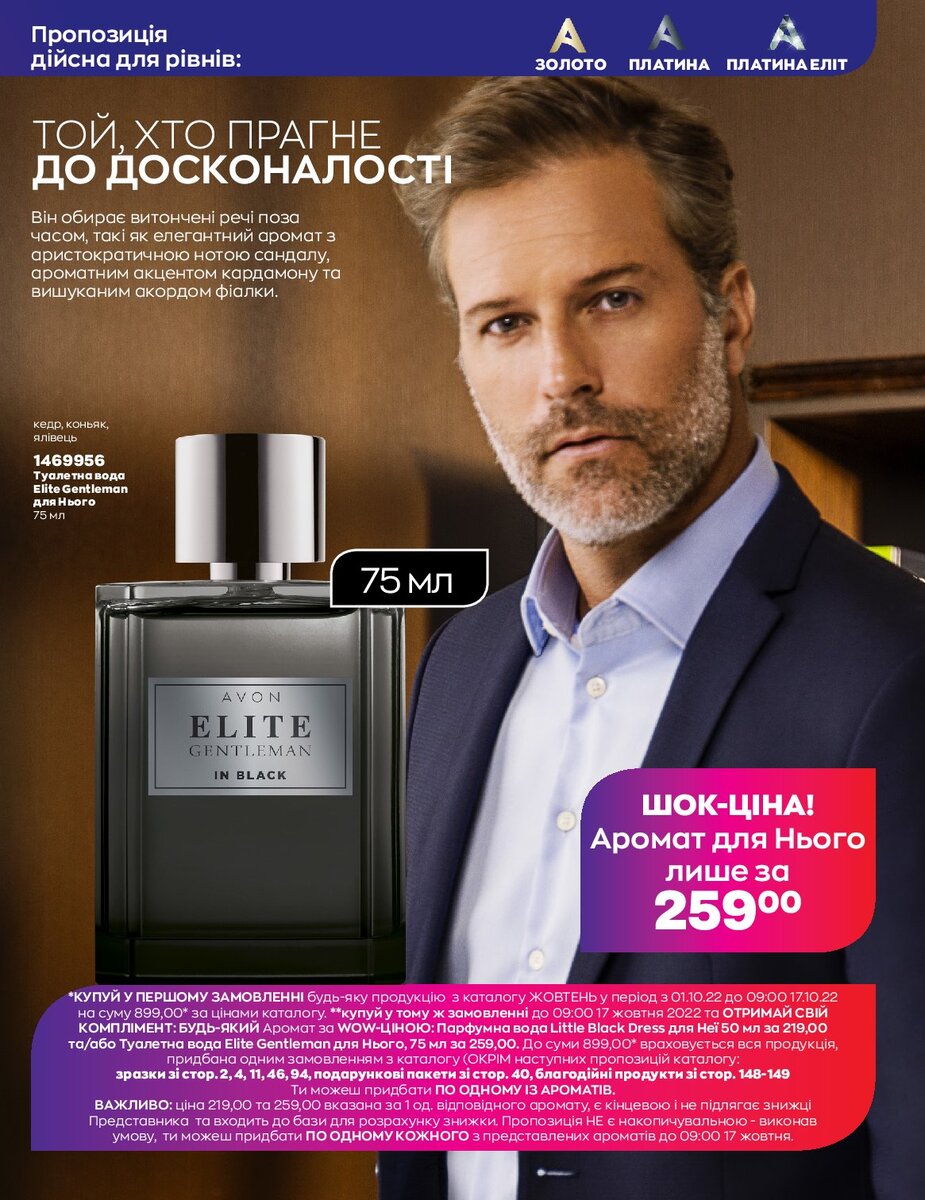 Пропозиція
дійсна для рівнів:
ЗОЛОТО ПЛАТИНА ПЛАТИНА ЕЛІТ
ТОЙ, ХТО ПРАГНЕ
ДО ДОСКОНАЛОСТІ
Він обирає витончені речі поза
часом, такі як елегантний аромат з
аристократичною нотою сандалу,
ароматним акцентом кардамону та
вишуканим акордом фіалки.
кедр, коньяк,
ялівець
1469956
Туалетна вода
Elite Gentleman
для Нього
75 мл
75 мл
AVON
ELITE
GENTLEMAN
IN BLACK
ШОК-ЦІНА!
Аромат для Нього
лише за
259⁰⁰
*КУПУЙ У ПЕРШОМУ ЗАМОВЛЕННІ будь-яку продукцію з каталогу ЖОВТЕНЬ у період з 01.10.22 до 09:00 17.10.22
на суму 899,00* за цінами каталогу. **купуй у тому ж замовленні до 09:00 17 жовтня 2022 та ОТРИМАЙ СВІЙ
КОМПЛІМЕНТ: БУДЬ-ЯКИЙ Аромат за WOW-ЦІНОЮ: Парфумна вода Little Black Dress для Неї 50 мл за 219,00
та/або Туалетна вода Elite Gentleman для Нього, 75 мл за 259,00. До суми 899,00* враховується вся продукція,
придбана одним замовленням з каталогу (ОКРІМ наступних пропозицій каталогу:
зразки зі стор. 2, 4, 11, 46, 94, подарункові пакети зі стор. 40, благодійні продукти зі стор. 148-149
Ти можеш придбати ПО ОДНОМУ ІЗ АРОМАТІВ.
ВАЖЛИВО: ціна 219,00 та 259,00 вказана за 1 од. відповідного аромату, є кінцевою і не підлягає знижці
Представника та входить до бази для розрахунку знижки. Пропозиція НЕ є накопичувальною - виконав
умову, ти можеш придбати ПО ОДНОМУ КОЖНОГО з представлених ароматів до 09:00 17 жовтня.